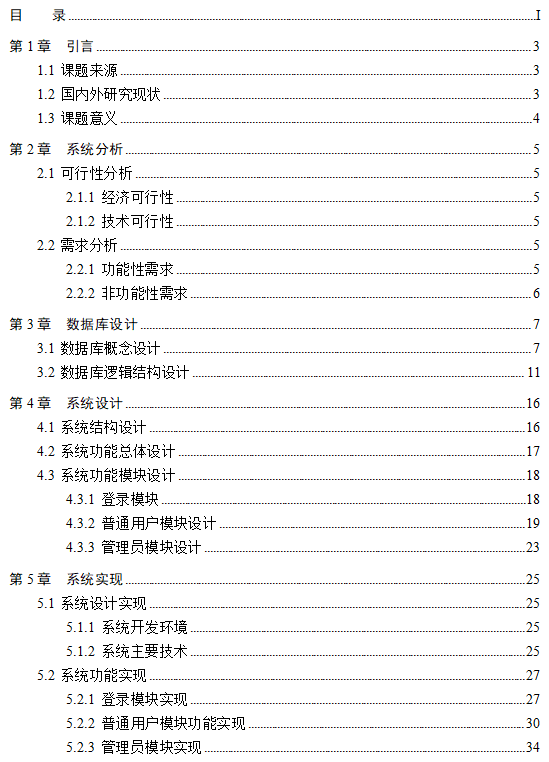 目 录 I
第 1 章 引言 3
1.1 课题来源 3
1.2 国内外研究现状 3
1.3 课题意义 4
第 2 章 系统分析 5
2.1 可行性分析 5
2.1.1 经济可行性 5
2.1.2 技术可行性 5
2.2 需求分析 5
2.2.1 功能性需求 5
2.2.2 非功能性需求 6
第 3 章 数据库设计 7
3.1 数据库概念设计 7
3.2 数据库逻辑结构设计 11
第 4 章 系统设计 16
4.1 系统结构设计 16
4.2 系统功能总体设计 17
4.3 系统功能模块设计 18
4.3.1 登录模块 18
4.3.2 普通用户模块设计 19
4.3.3 管理员模块设计 23
第 5 章 系统实现 25
5.1 系统设计实现 25
5.1.1 系统开发环境 25
5.1.2 系统主要技术 25
5.2 系统功能实现 27
5.2.1 登录模块实现 27
5.2.2 普通用户模块功能实现 30
5.2.3 管理员模块实现 34